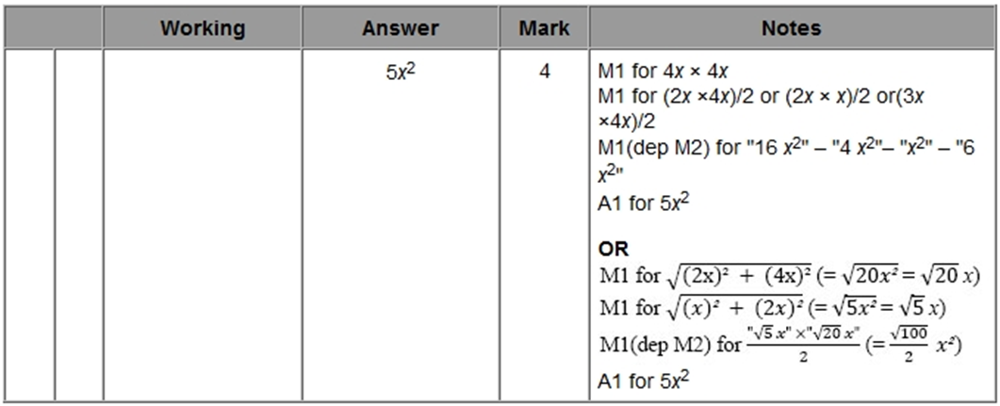 Working Answer Mark Notes
5x² 4 M1 for 4x × 4x
M1 for (2x ×4x)/2 or (2x × x)/2 or(3x
×4x)/2
M1(dep M2) for "16 x²" – "4 x²"– "x²" – "6
x²"
A1 for 5x²
OR
M1 for √((2x)² + (4x)²) (= √(20x²) = √20 x)
M1 for √((x)² + (2x)²) (= √(5x²) = √5 x)
M1(dep M2) for ("√5 x" ×"√20 x")/2 (= √100/2 x²)
A1 for 5x²